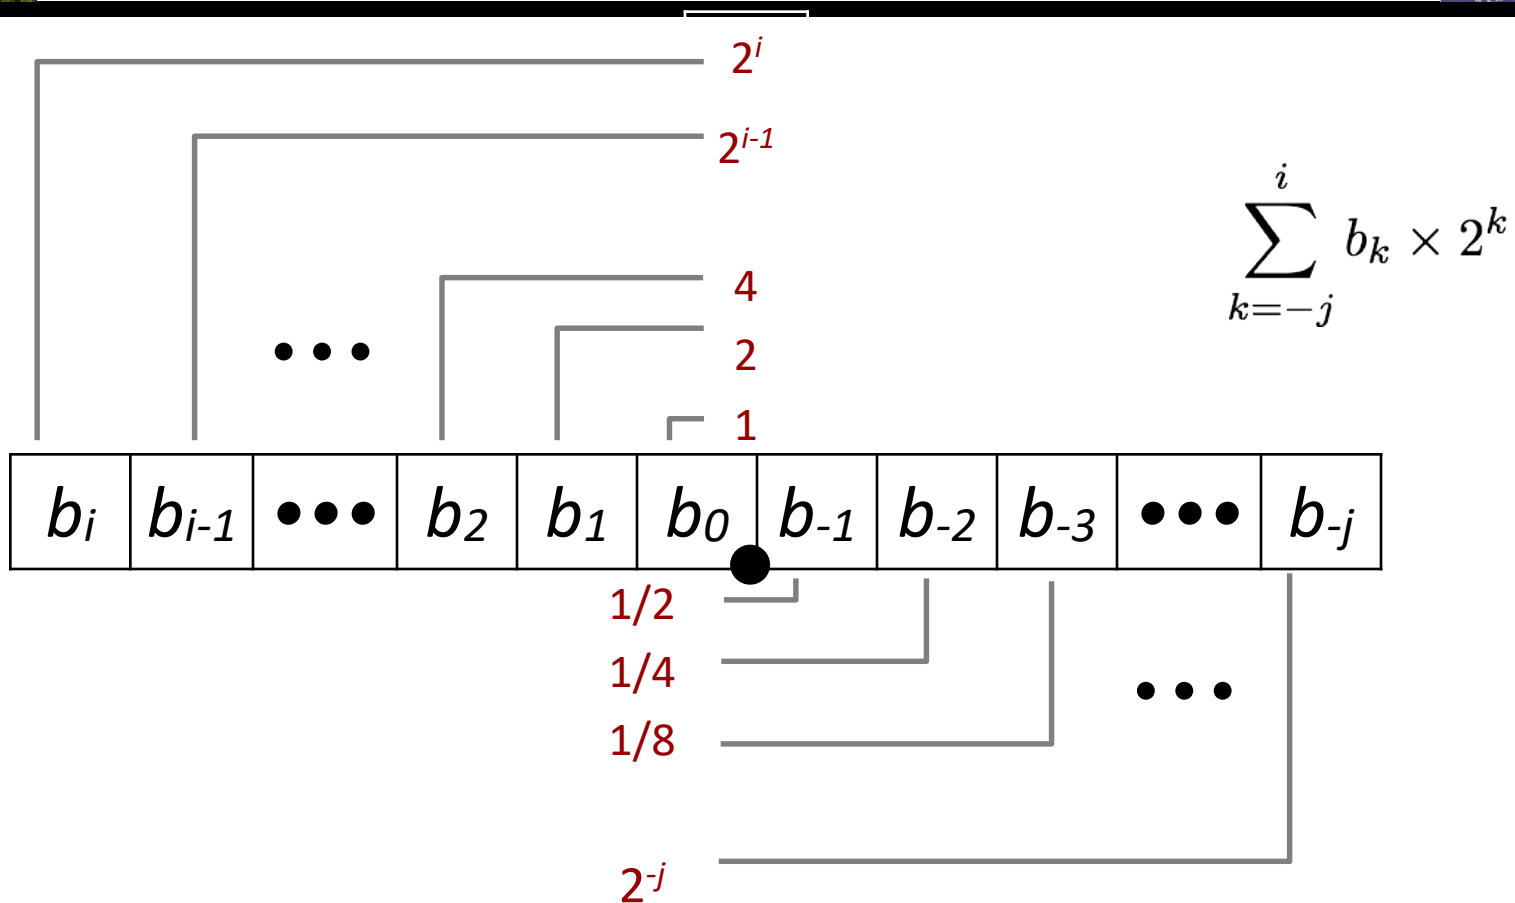 2^i
2^{i-1}
i
∑ b_k × 2^k
k=-j
4
•••
2
1
b_i b_{i-1} ••• b_2 b_1 b_0 . b_{-1} b_{-2} b_{-3} ••• b_{-j}
1/2
1/4
•••
1/8
2^{-j}